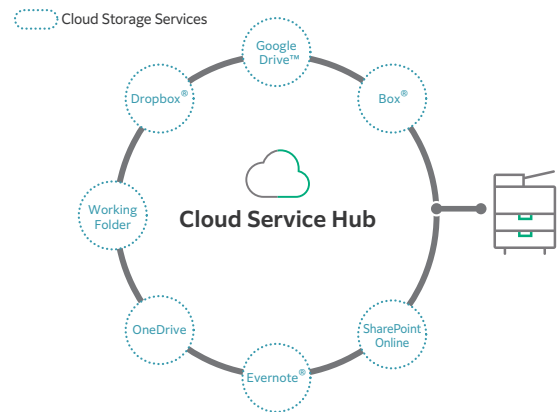 Cloud Storage Services
Google
Drive™
Dropbox®
Box®
Working
Folder
Cloud Service Hub
OneDrive
SharePoint
Online
Evernote®